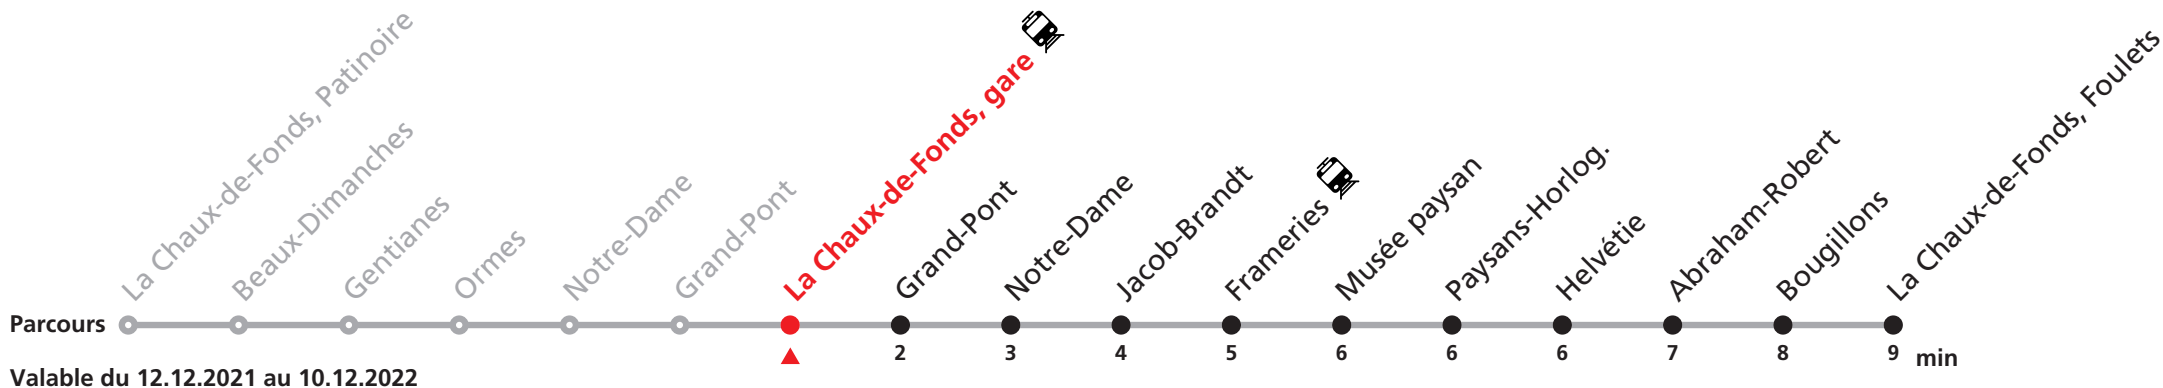 La Chaux-de-Fonds, Patinoire
Beaux-Dimanches
Gentianes
Ormes
Notre-Dame
Grand-Pont
La Chaux-de-Fonds, gare
Grand-Pont
Notre-Dame
Jacob-Brandt
Frameries
Musée paysan
Paysans-Horlog.
Helvétie
Abraham-Robert
Bougillons
La Chaux-de-Fonds, Foulets
Parcours
2 3 4 5 6 6 6 7 8 9 min
Valable du 12.12.2021 au 10.12.2022